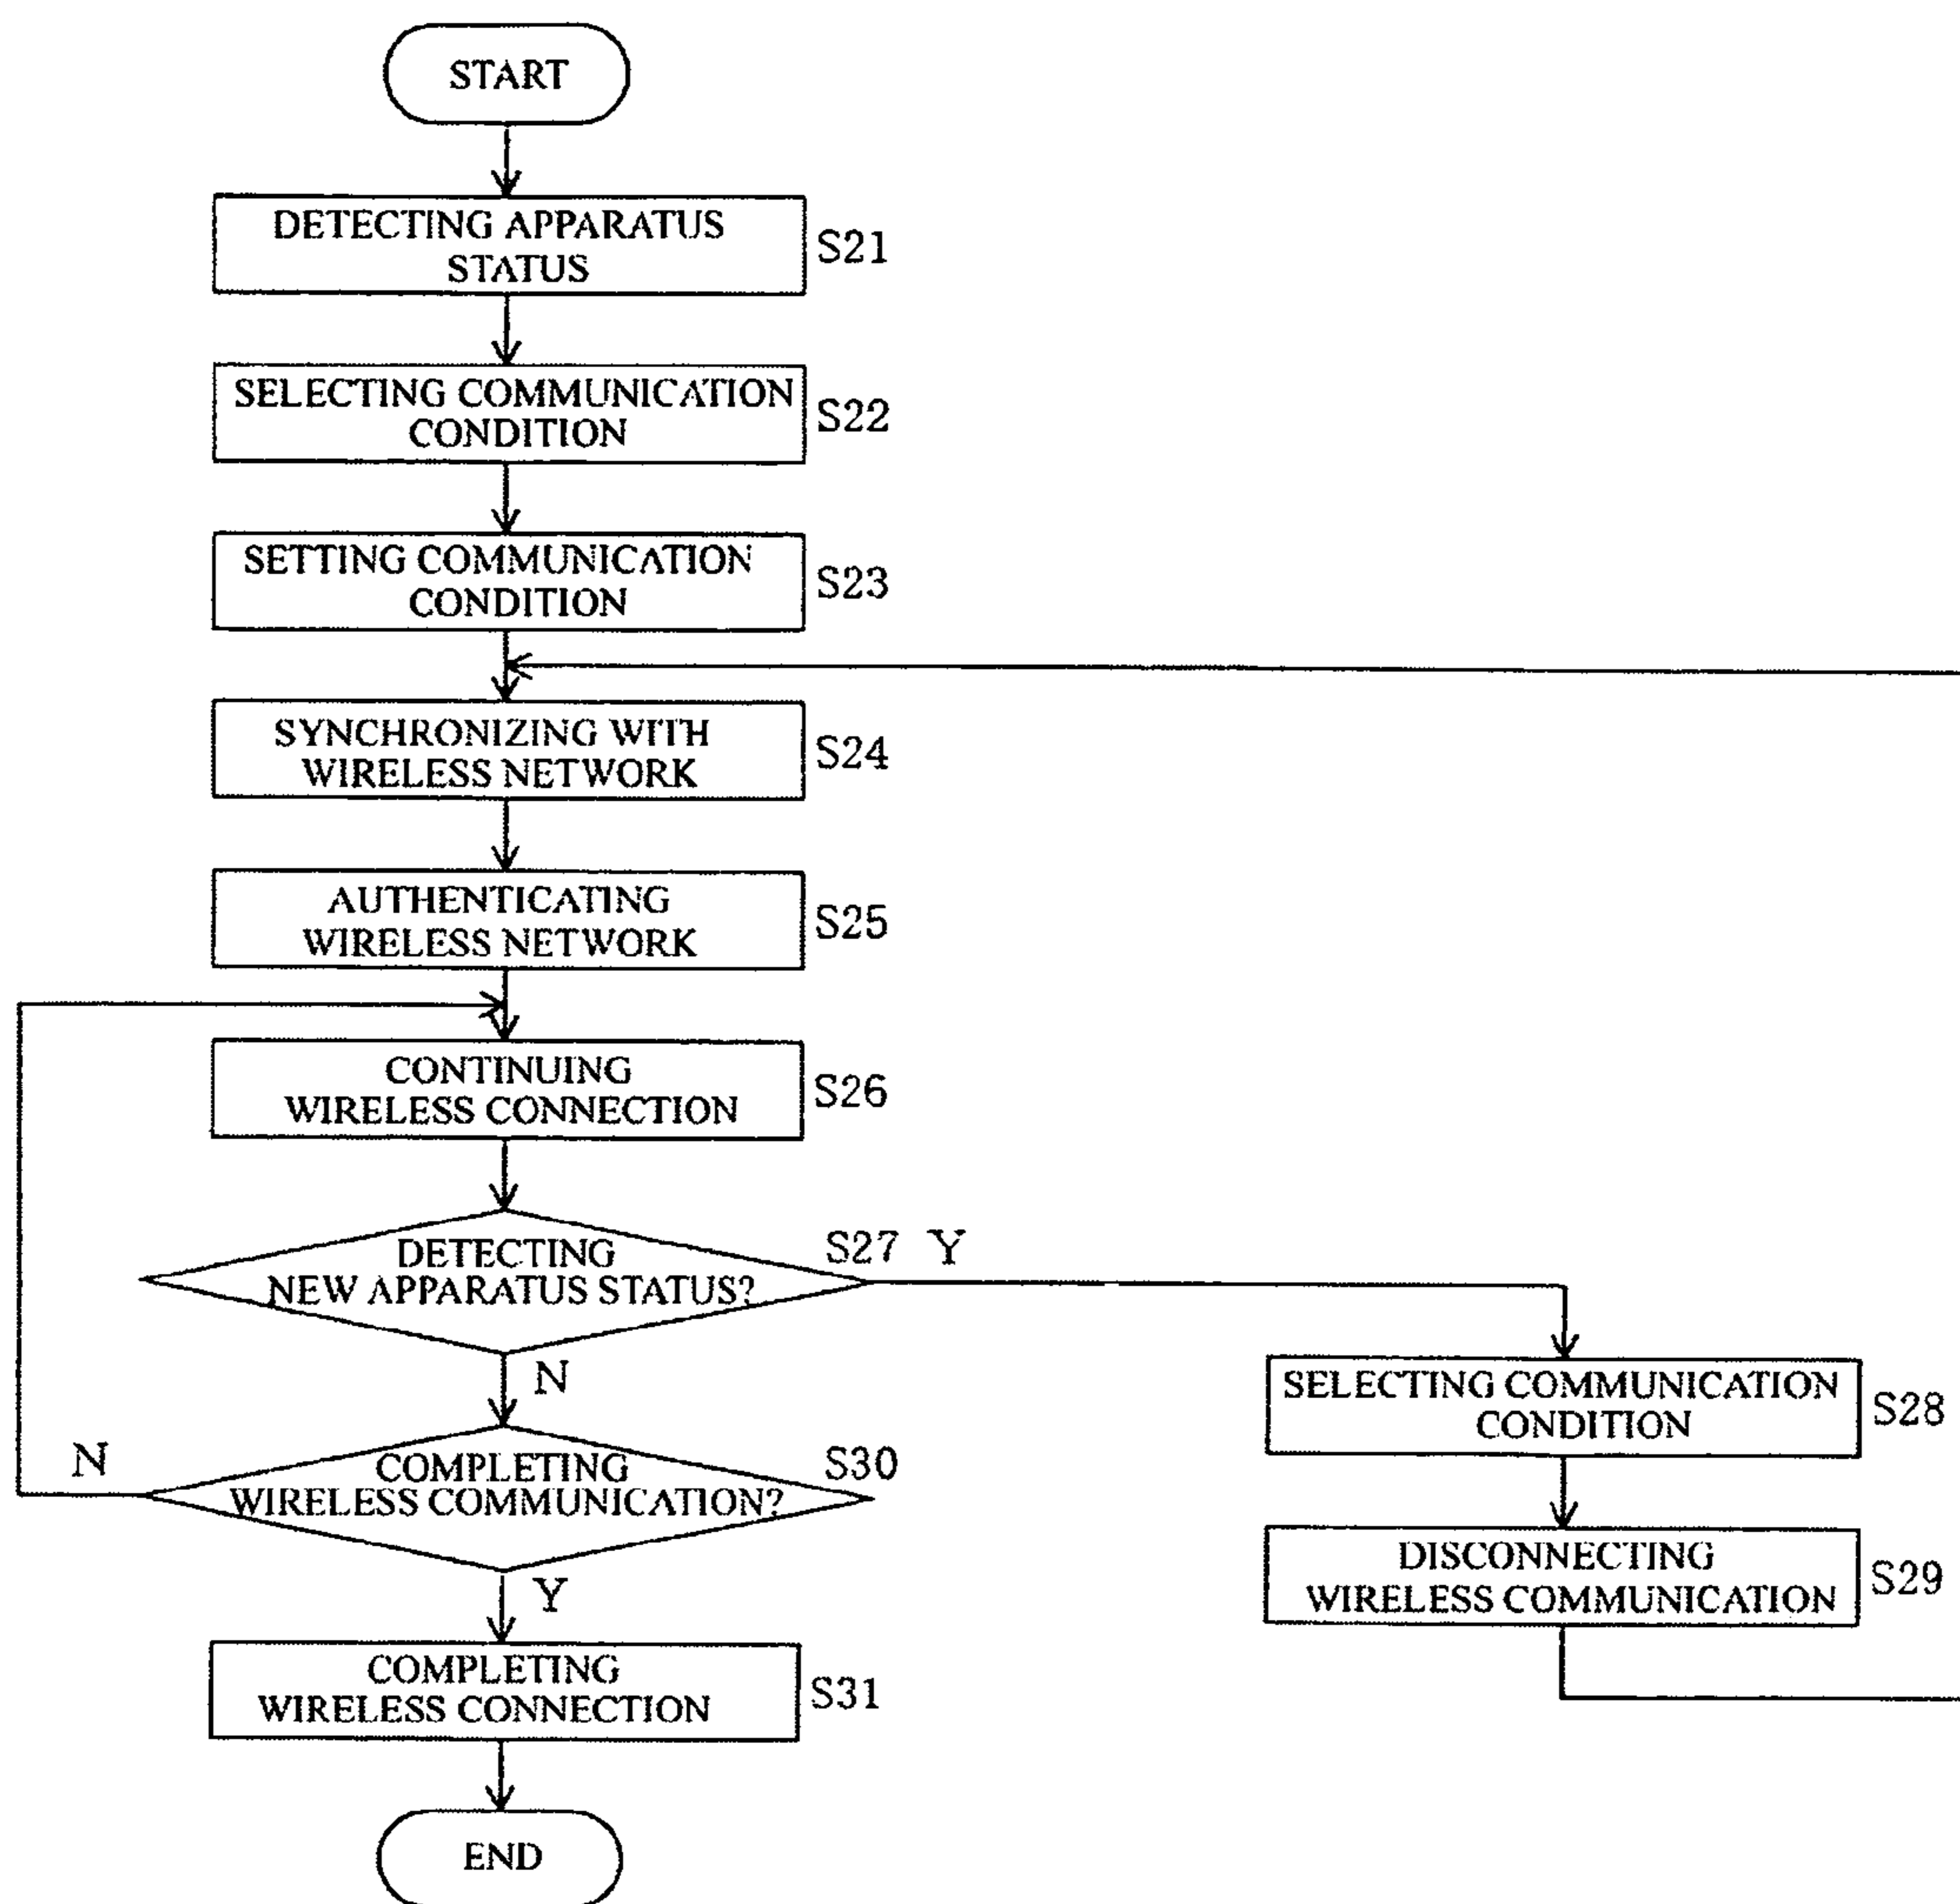 START
DETECTING APPARATUS
STATUS
S21
SELECTING COMMUNICATION
CONDITION
S22
SETTING COMMUNICATION
CONDITION
S23
SYNCHRONIZING WITH
WIRELESS NETWORK
S24
AUTHENTICATING
WIRELESS NETWORK
S25
CONTINUING
WIRELESS CONNECTION
S26
DETECTING
NEW APPARATUS STATUS?
S27 Y
N
SELECTING COMMUNICATION
CONDITION
S28
DISCONNECTING
WIRELESS COMMUNICATION
S29
COMPLETING
WIRELESS COMMUNICATION?
S30
N
Y
COMPLETING
WIRELESS CONNECTION
S31
END